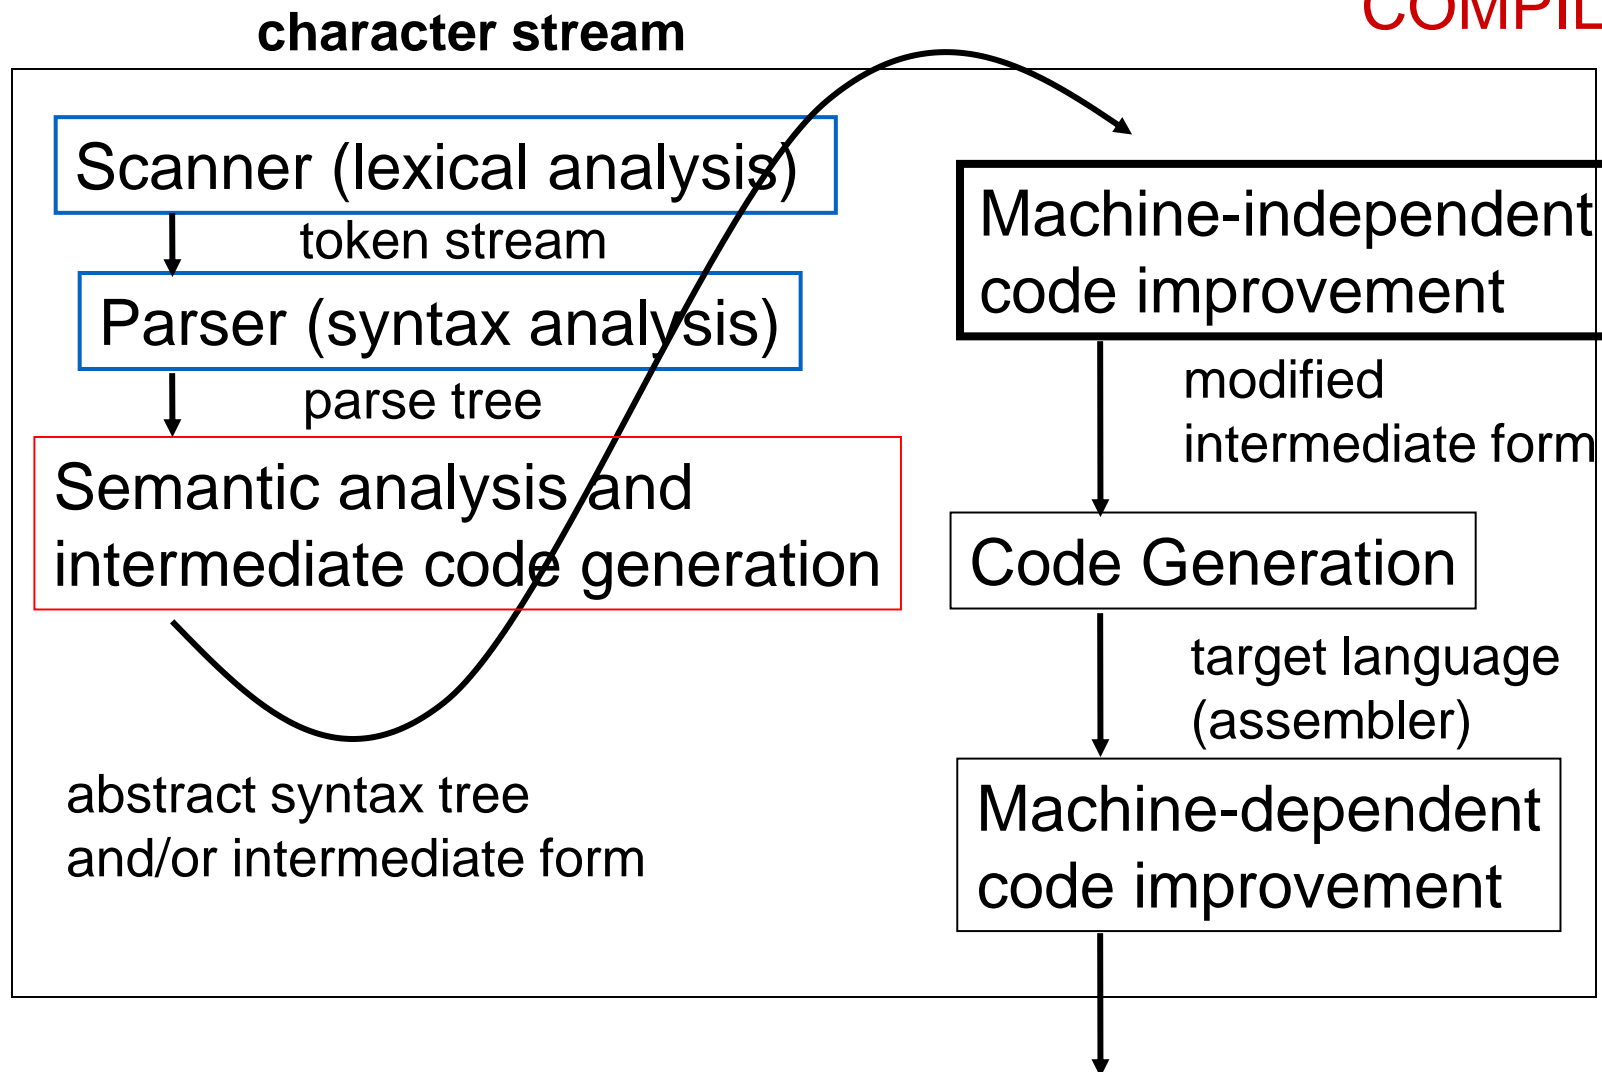 character stream
COMPIL
Scanner (lexical analysis)
token stream
Parser (syntax analysis)
parse tree
Semantic analysis and
intermediate code generation
abstract syntax tree
and/or intermediate form
Machine-independent
code improvement
modified
intermediate form
Code Generation
target language
(assembler)
Machine-dependent
code improvement